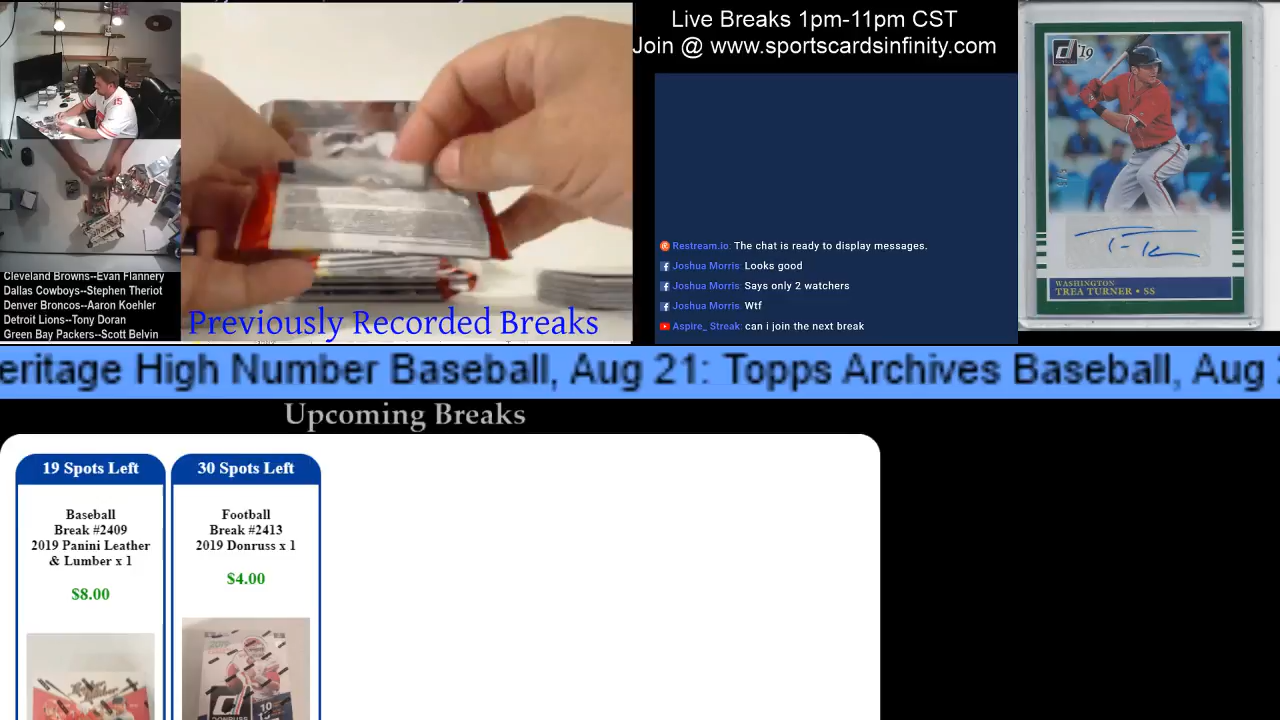 Live Breaks 1pm-11pm CST
Join @ www.sportscardsinfinity.com
Cleveland Browns--Evan Flannery
Dallas Cowboys--Stephen Theriot
Denver Broncos--Aaron Koehler
Detroit Lions--Tony Doran
Green Bay Packers--Scott Belvin
Previously Recorded Breaks
Restream.io: The chat is ready to display messages.
Joshua Morris: Looks good
Joshua Morris: Says only 2 watchers
Joshua Morris: Wtf
Aspire_ Streak: can i join the next break
d '19
WASHINGTON
TREA TURNER • SS
eritage High Number Baseball, Aug 21: Topps Archives Baseball, Aug
Upcoming Breaks
19 Spots Left
Baseball
Break #2409
2019 Panini Leather
& Lumber x 1
$8.00
30 Spots Left
Football
Break #2413
2019 Donruss x 1
$4.00
DONRUSS
10